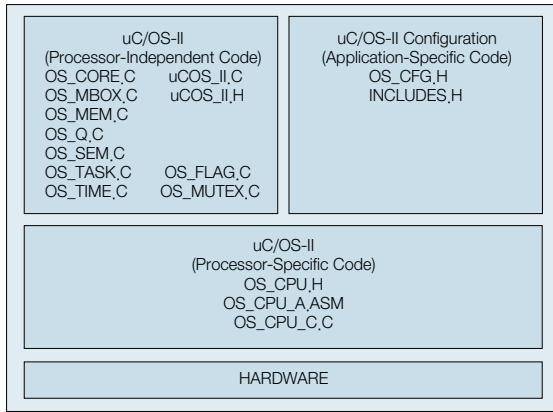 uC/OS-II
(Processor-Independent Code)
OS_CORE.C uCOS_II.C
OS_MBOX.C uCOS_II.H
OS_MEM.C
OS_Q.C
OS_SEM.C
OS_TASK.C OS_FLAG.C
OS_TIME.C OS_MUTEX.C
uC/OS-II Configuration
(Application-Specific Code)
OS_CFG.H
INCLUDES.H
uC/OS-II
(Processor-Specific Code)
OS_CPU.H
OS_CPU_A.ASM
OS_CPU_C.C
HARDWARE